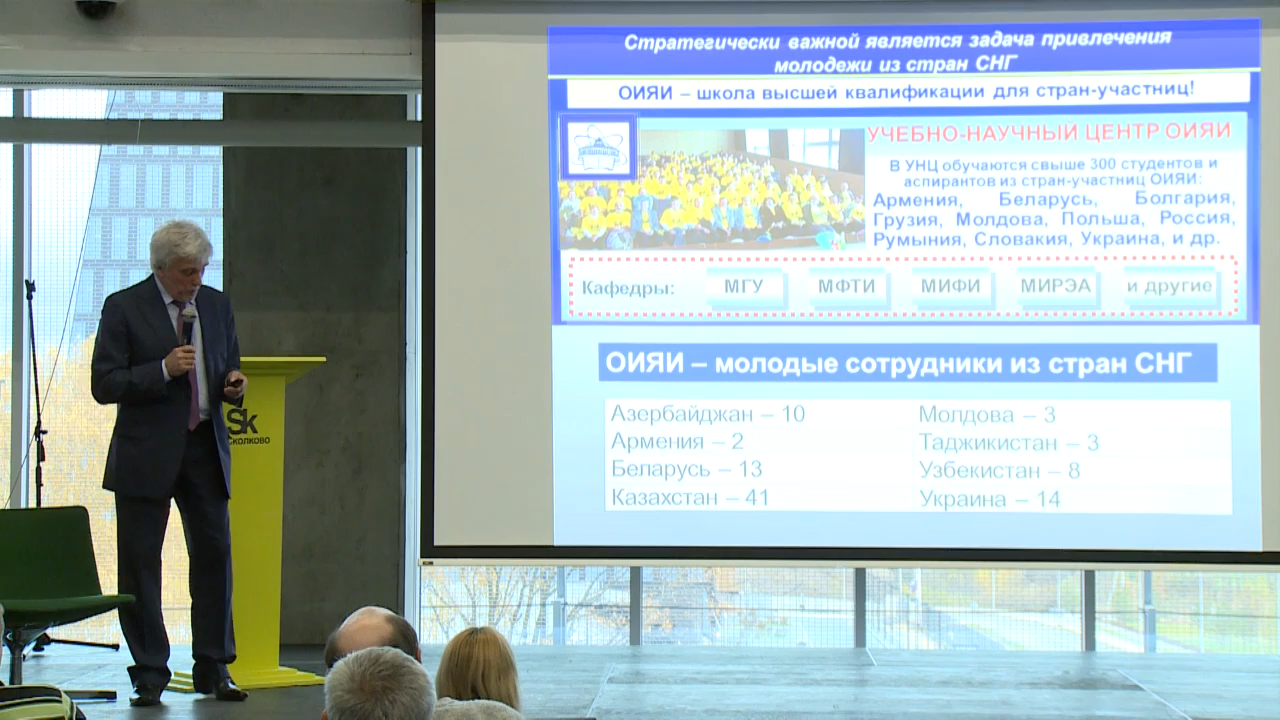 Стратегически важной является задача привлечения
молодежи из стран СНГ
ОИЯИ – школа высшей квалификации для стран-участниц!
УЧЕБНО-НАУЧНЫЙ ЦЕНТР ОИЯИ
В УНЦ обучаются свыше 300 студентов и
аспирантов из стран-участниц ОИЯИ:
Армения, Беларусь, Болгария,
Грузия, Молдова, Польша, Россия,
Румыния, Словакия, Украина, и др.
Кафедры: МГУ МФТИ МИФИ МИРЭА и другие
ОИЯИ – молодые сотрудники из стран СНГ
Азербайджан – 10
Армения – 2
Беларусь – 13
Казахстан – 41
Молдова – 3
Таджикистан – 3
Узбекистан – 8
Украина – 14
Sk
Сколково